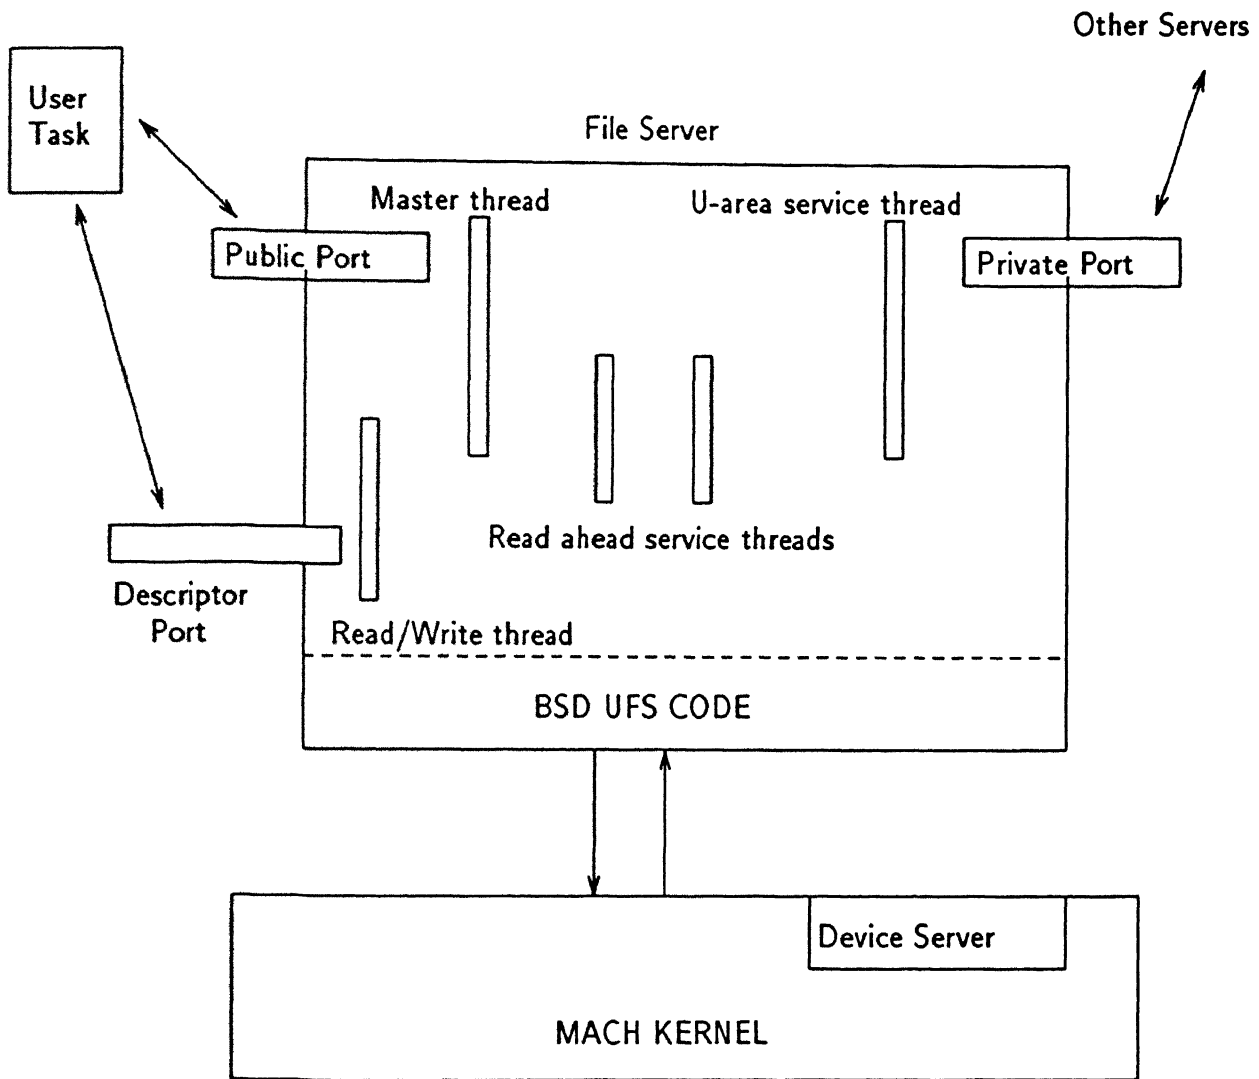 Other Servers
User
Task
File Server
Master thread
U-area service thread
Public Port
Private Port
Read ahead service threads
Descriptor
Port
Read/Write thread
BSD UFS CODE
Device Server
MACH KERNEL